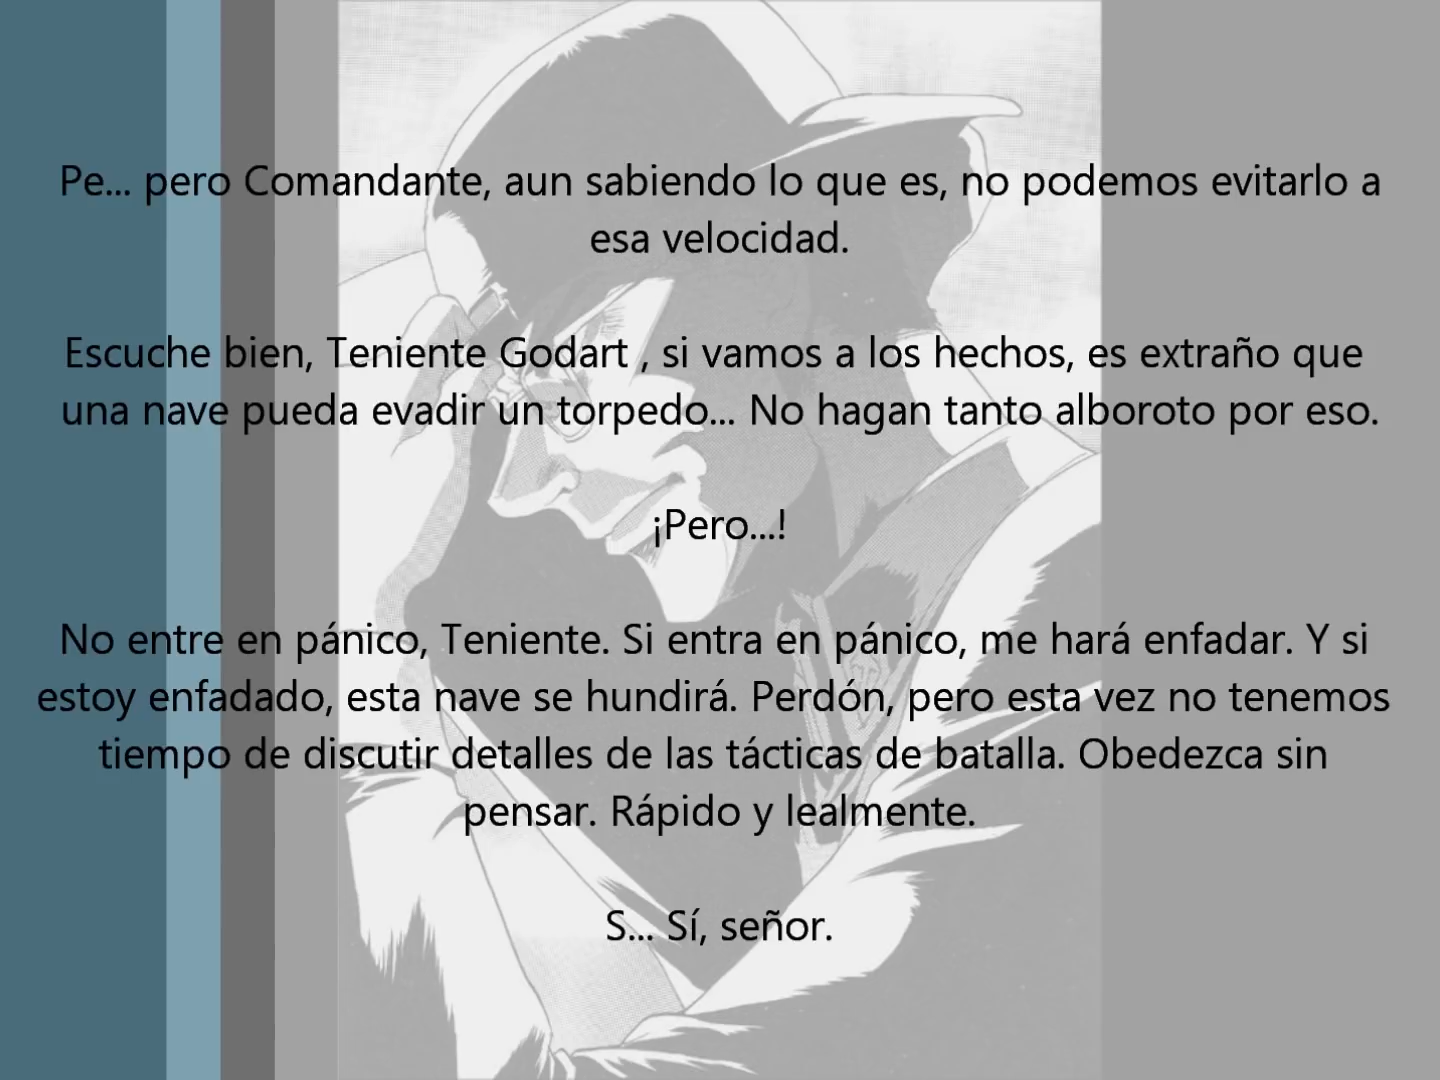 Pe... pero Comandante, aun sabiendo lo que es, no podemos evitarlo a
esa velocidad.
Escuche bien, Teniente Godart , si vamos a los hechos, es extraño que
una nave pueda evadir un torpedo... No hagan tanto alboroto por eso.
¡Pero...!
No entre en pánico, Teniente. Si entra en pánico, me hará enfadar. Y si
estoy enfadado, esta nave se hundirá. Perdón, pero esta vez no tenemos
tiempo de discutir detalles de las tácticas de batalla. Obedezca sin
pensar. Rápido y lealmente.
S... Sí, señor.